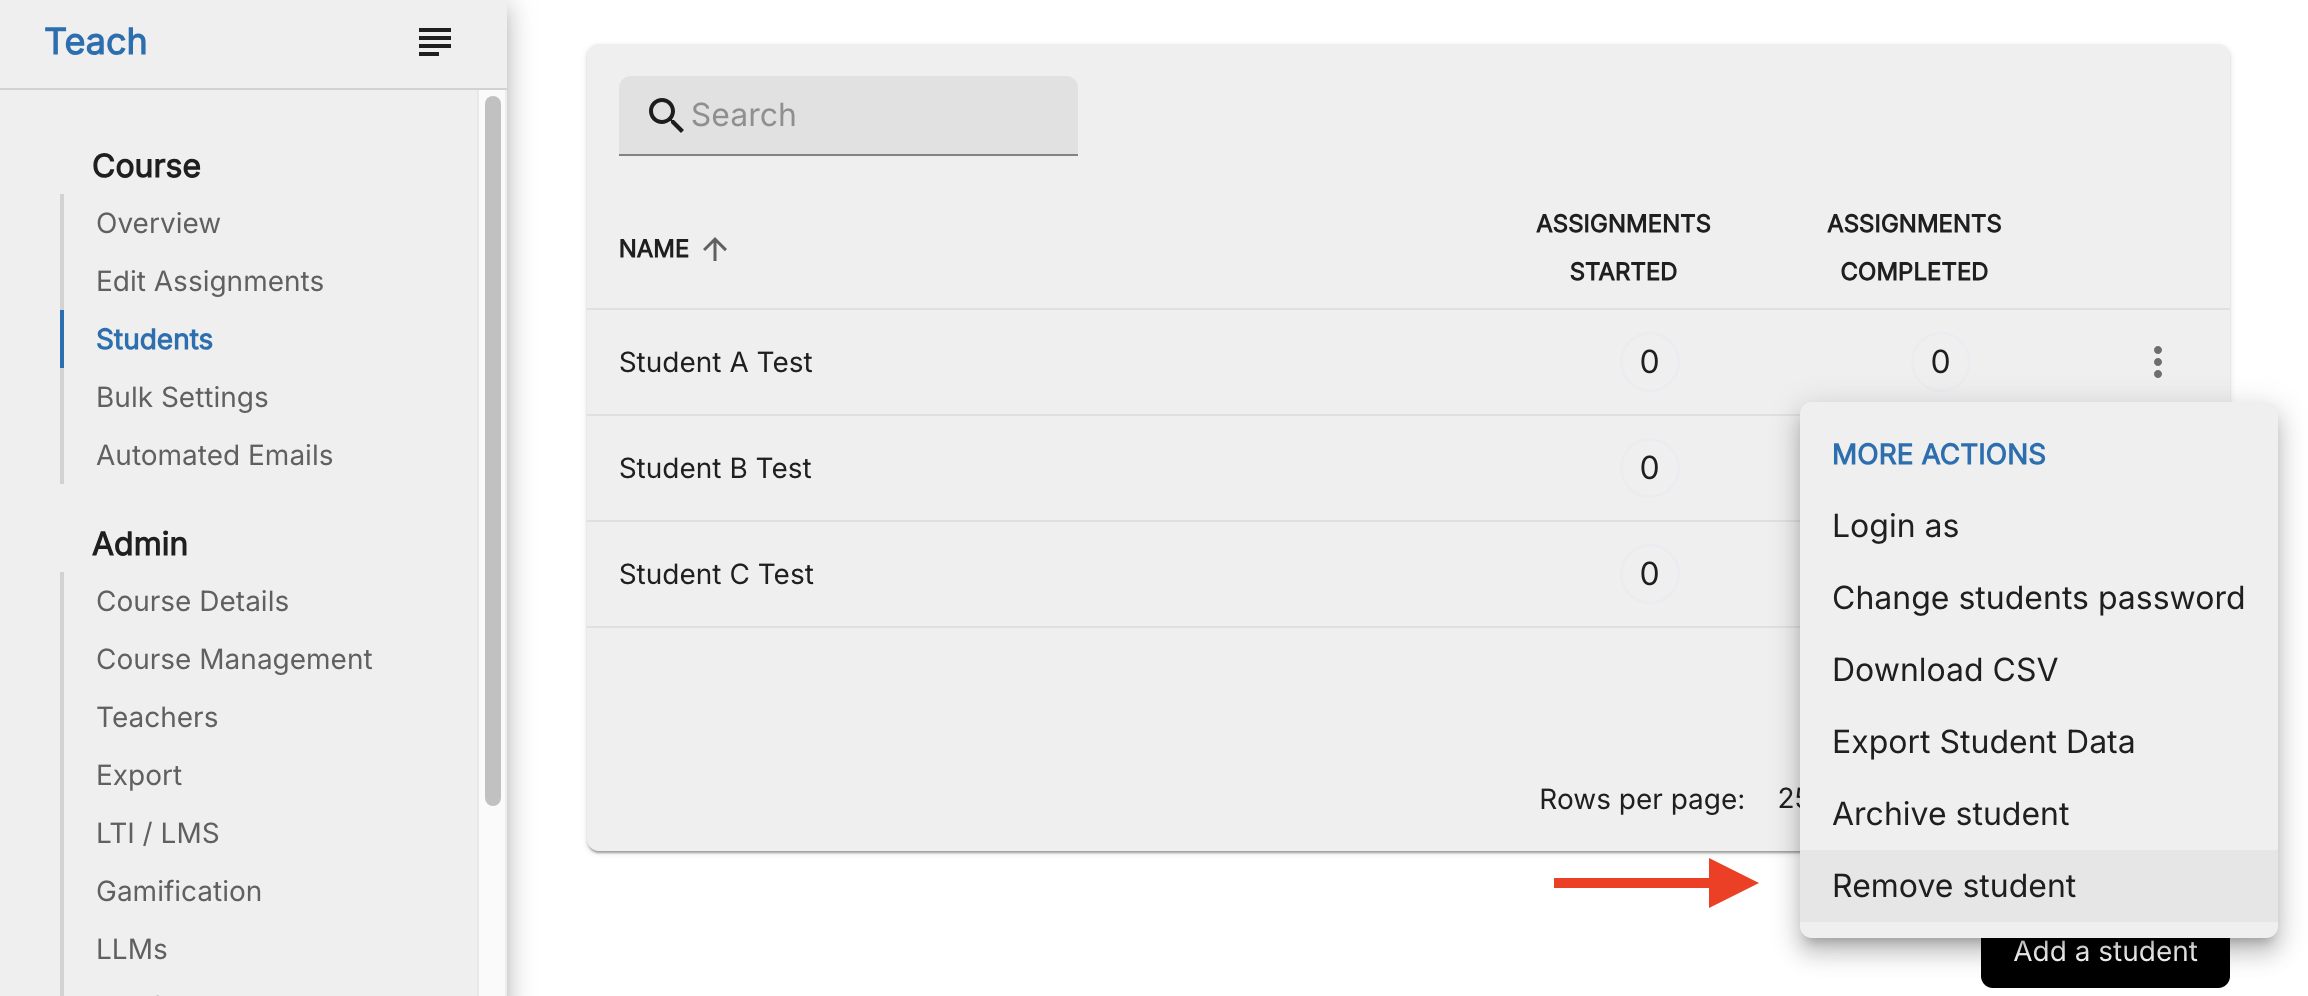 Teach
Course
Overview
Edit Assignments
Students
Bulk Settings
Automated Emails
Admin
Course Details
Course Management
Teachers
Export
LTI / LMS
Gamification
LLMs
Search
NAME
ASSIGNMENTS STARTED
ASSIGNMENTS COMPLETED
Student A Test 0 0
Student B Test 0
Student C Test 0
Rows per page: 25
MORE ACTIONS
Login as
Change students password
Download CSV
Export Student Data
Archive student
Remove student
Add a student